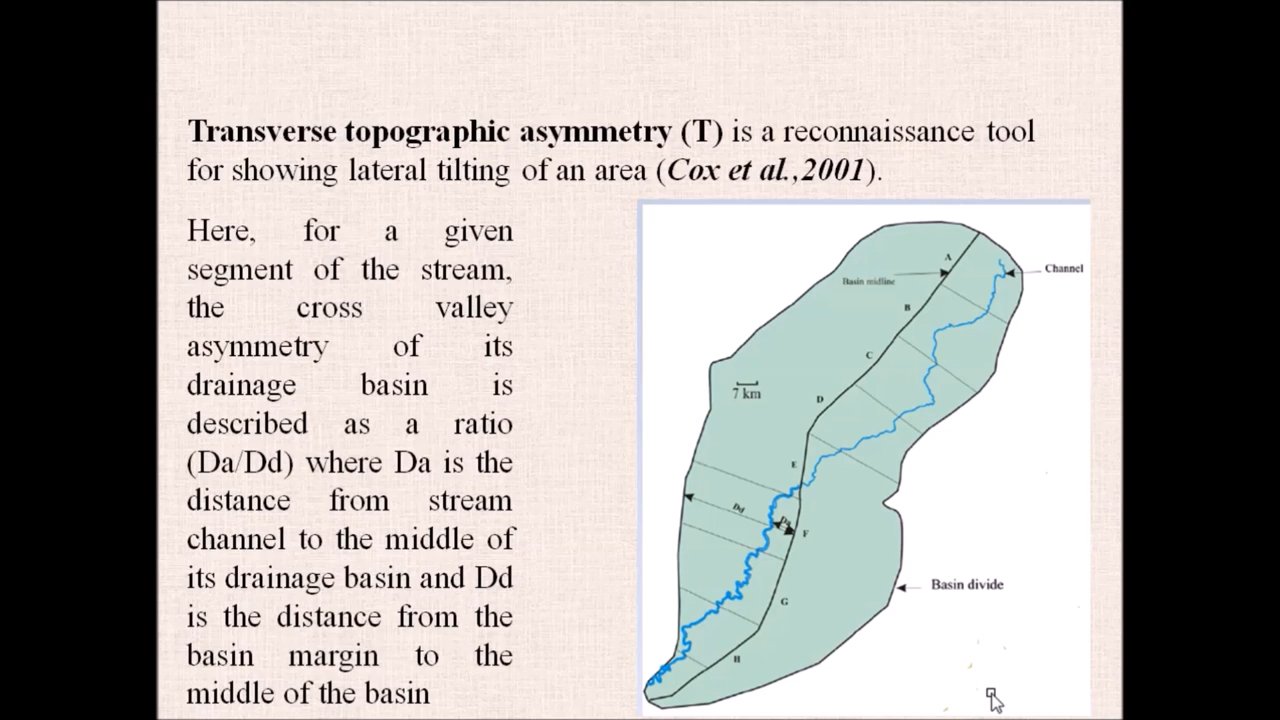 Transverse topographic asymmetry (T) is a reconnaissance tool
for showing lateral tilting of an area (Cox et al.,2001).
Here, for a given
segment of the stream,
the cross valley
asymmetry of its
drainage basin is
described as a ratio
(Da/Dd) where Da is the
distance from stream
channel to the middle of
its drainage basin and Dd
is the distance from the
basin margin to the
middle of the basin
A
Channel
Basin midline
B
C
7 km
D
E
Dd
Da
F
Basin divide
G
H